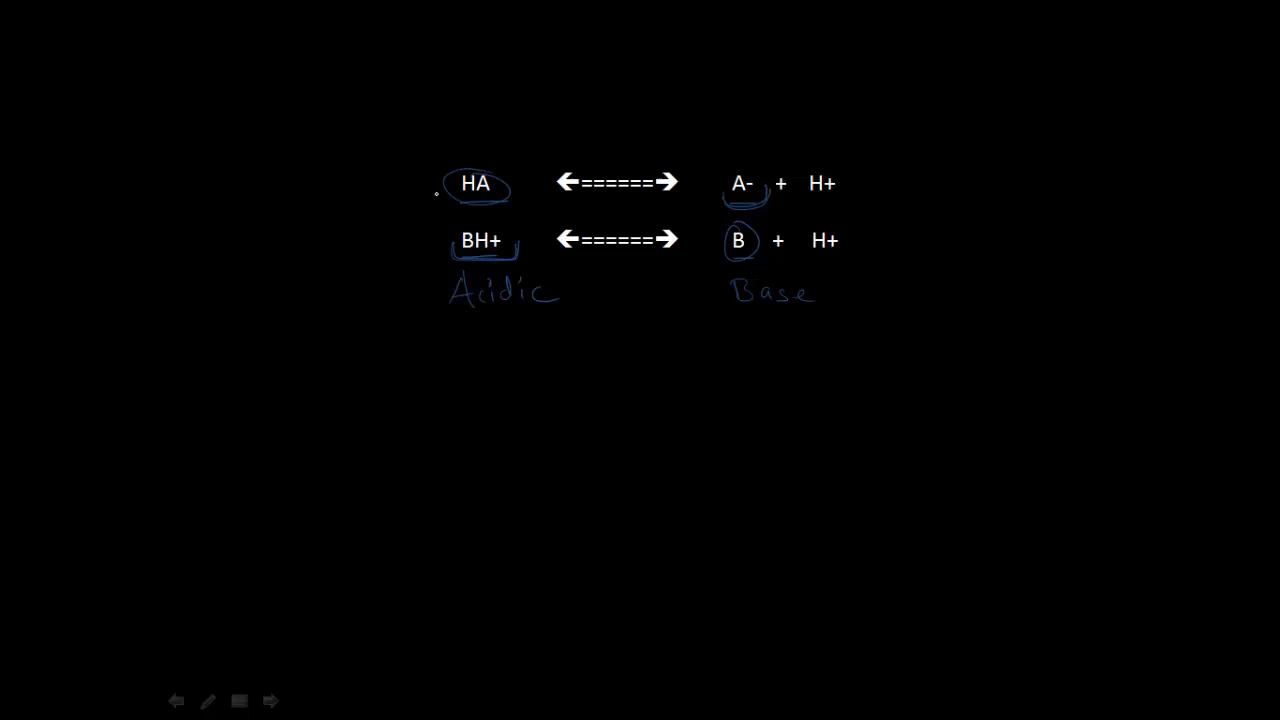 HA 🡨======🡪 A- + H+
BH+ 🡨======🡪 B + H+
Acidic Base